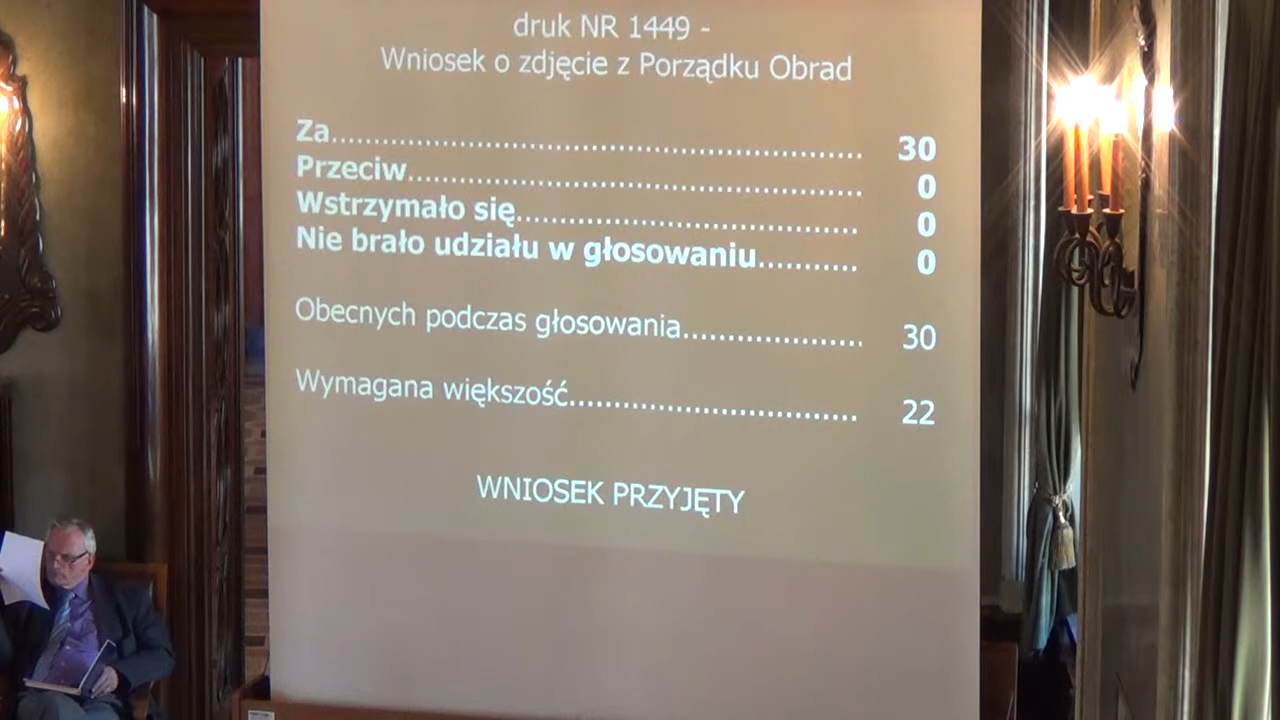 druk NR 1449 -
Wniosek o zdjęcie z Porządku Obrad
Za........................................................................ 30
Przeciw............................................................... 0
Wstrzymało się............................................... 0
Nie brało udziału w głosowaniu........... 0
Obecnych podczas głosowania.................... 30
Wymagana większość.................................. 22
WNIOSEK PRZYJĘTY